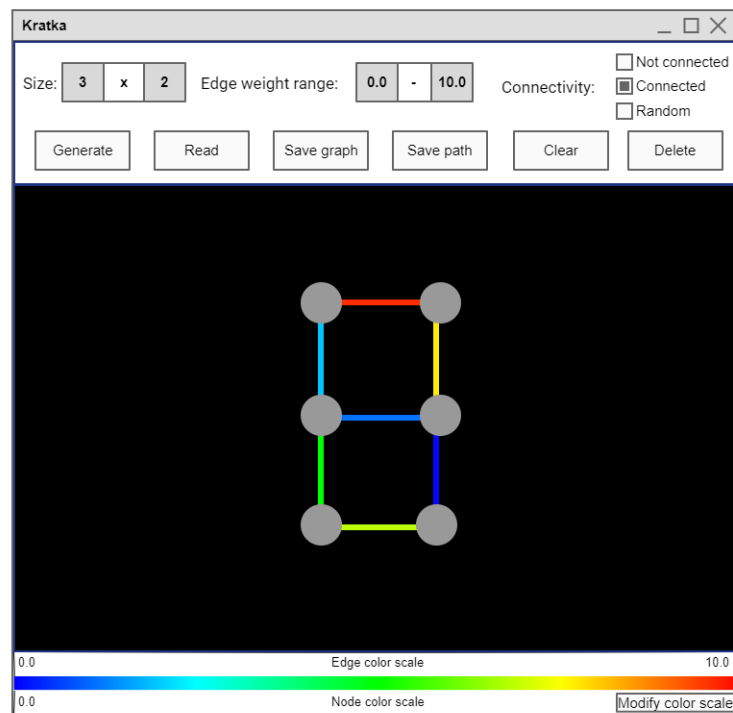 Kratka
Size: 3 x 2 Edge weight range: 0.0 - 10.0 Connectivity:
Not connected
Connected
Random
Generate Read Save graph Save path Clear Delete
0.0 Edge color scale 10.0
0.0 Node color scale Modify color scale